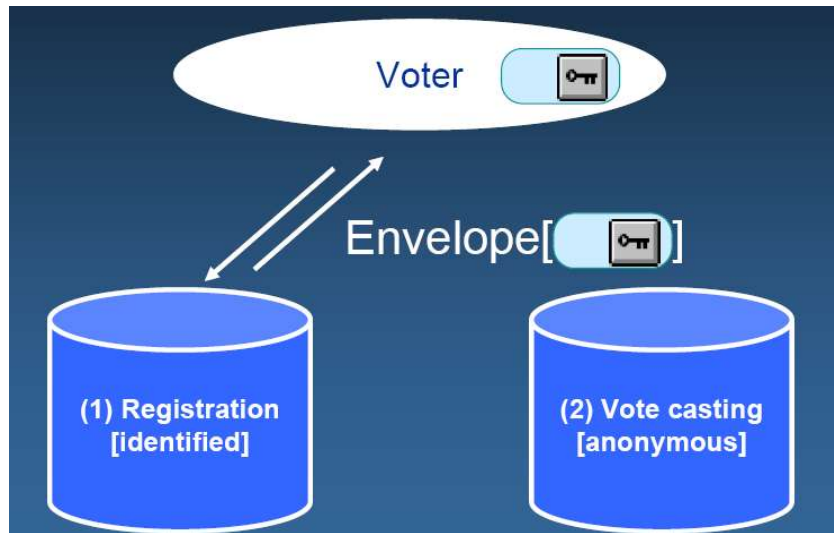 Voter
Envelope[ ]
(1) Registration
[identified]
(2) Vote casting
[anonymous]